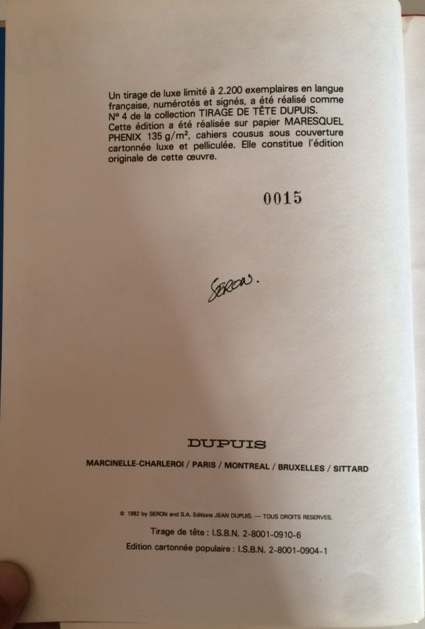 Un tirage de luxe limité à 2.200 exemplaires en langue
française, numérotés et signés, a été réalisé comme
N° 4 de la collection TIRAGE DE TÊTE DUPUIS.
Cette édition a été réalisée sur papier MARESQUEL
PHENIX 135 g/m², cahiers cousus sous couverture
cartonnée luxe et pelliculée. Elle constitue l'édition
originale de cette œuvre.
0015
SERON.
DUPUIS
MARCINELLE-CHARLEROI / PARIS / MONTREAL / BRUXELLES / SITTARD
© 1982 by SERON and S.A. Editions JEAN DUPUIS. — TOUS DROITS RESERVES.
Tirage de tête : I.S.B.N. 2-8001-0910-6
Edition cartonnée populaire : I.S.B.N. 2-8001-0904-1